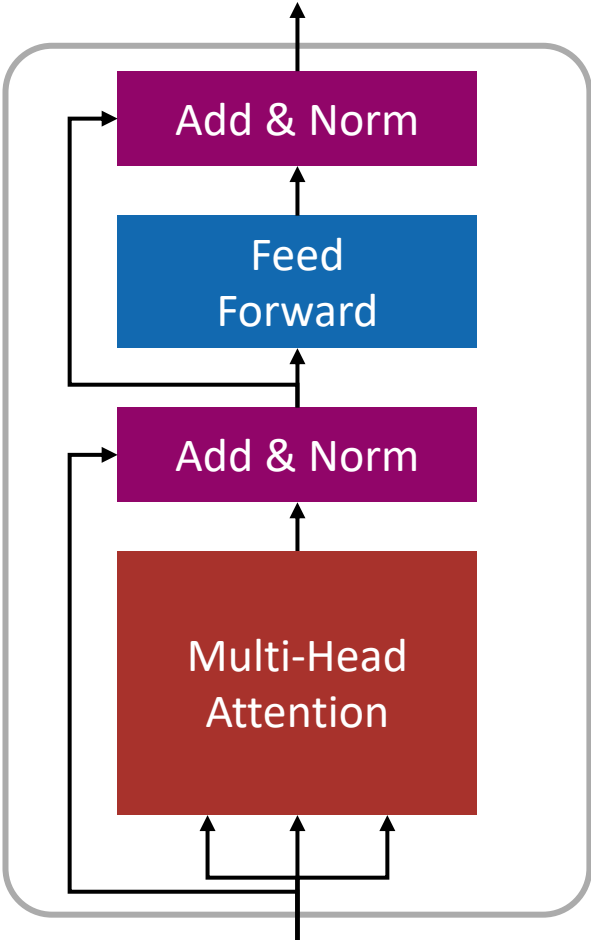 Add & Norm
Feed
Forward
Add & Norm
Multi-Head
Attention